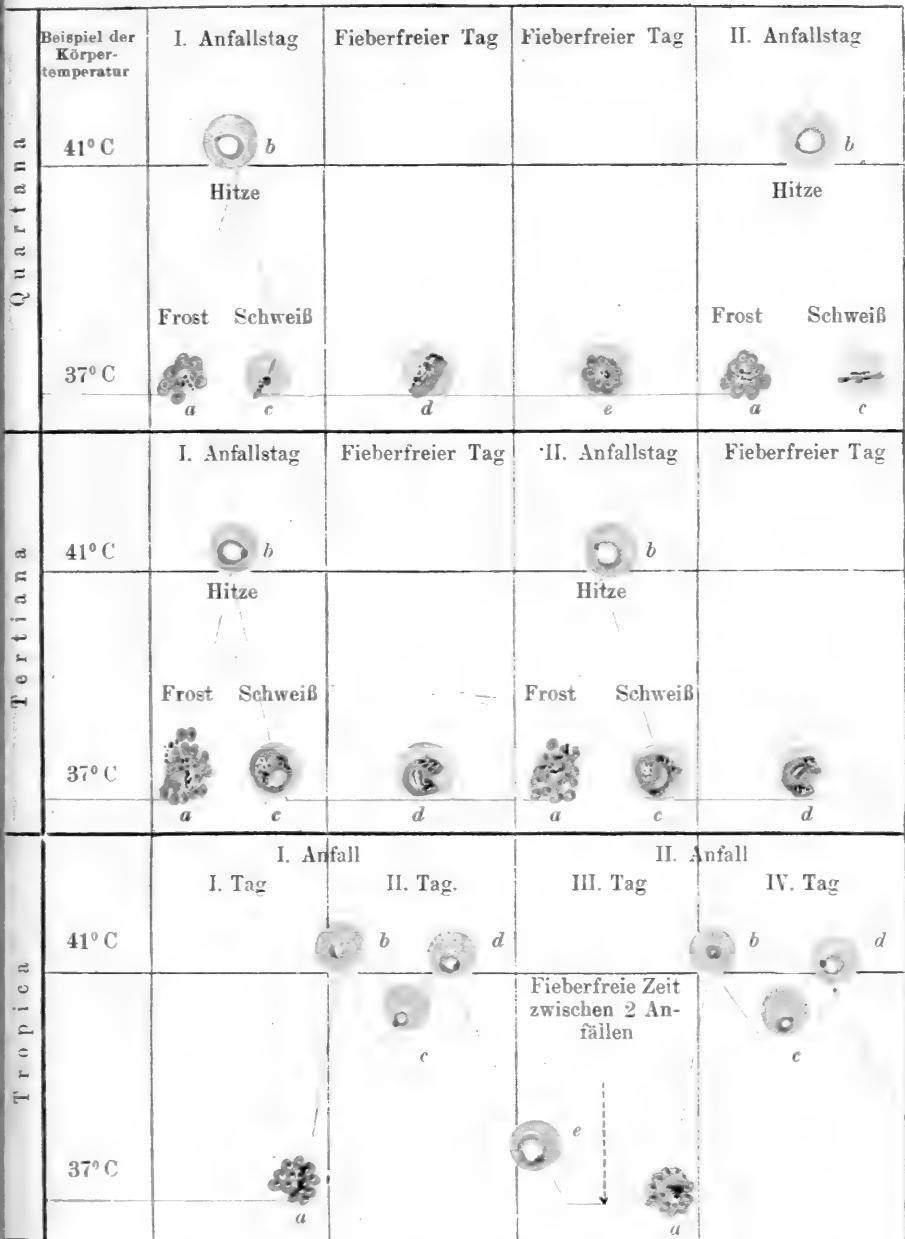 Beispiel der
Körper-
temperatur
I. Anfallstag
Fieberfreier Tag
Fieberfreier Tag
II. Anfallstag
Quartana
41° C
b
b
Hitze
Hitze
Frost Schweiß
Frost Schweiß
37° C
a c d e a c
I. Anfallstag
Fieberfreier Tag
II. Anfallstag
Fieberfreier Tag
Tertiana
41° C
b
b
Hitze
Hitze
Frost Schweiß
Frost Schweiß
37° C
a c d a c d
I. Anfall
II. Anfall
I. Tag
II. Tag.
III. Tag
IV. Tag
Tropica
41° C
b d b d
Fieberfreie Zeit
zwischen 2 An-
fällen
c
c
e
37° C
a
a